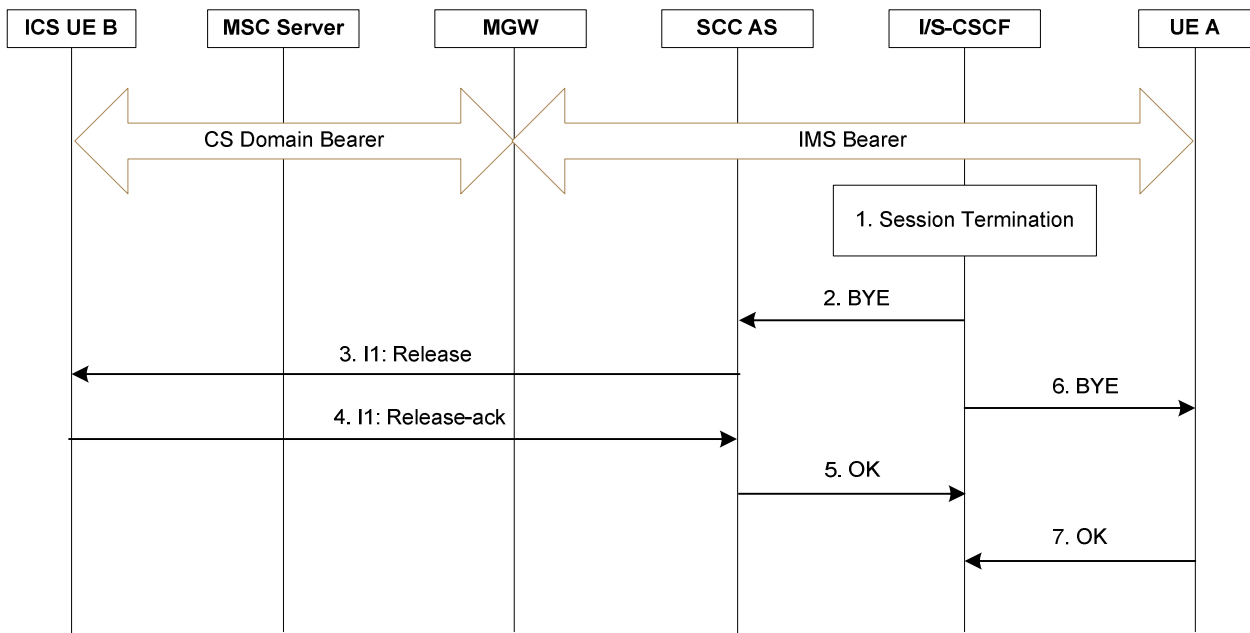 ICS UE B
MSC Server
MGW
SCC AS
I/S-CSCF
UE A
CS Domain Bearer
IMS Bearer
1. Session Termination
2. BYE
3. I1: Release
6. BYE
4. I1: Release-ack
5. OK
7. OK